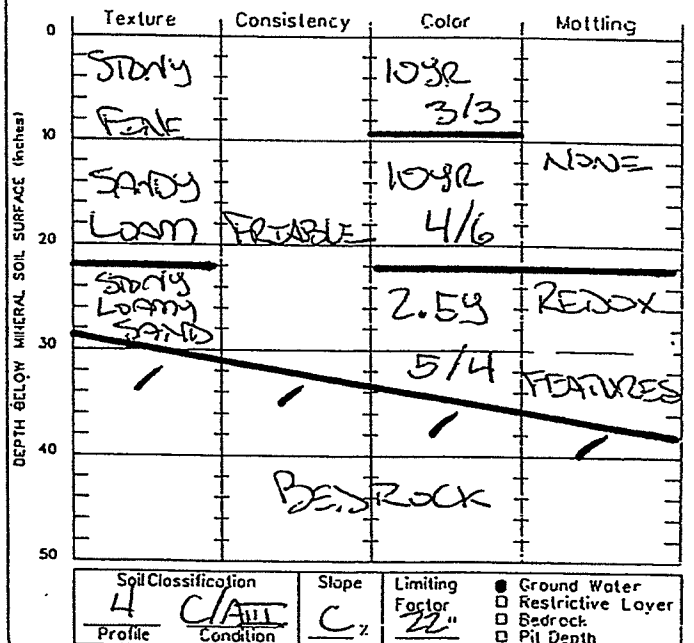 Texture Consistency Color Mottling
DEPTH BELOW MINERAL SOIL SURFACE (inches)
0
10
20
30
40
50
STONY
FINE
SANDY
LOAM
STONY
LOAMY
SAND
FRIABLE
10YR
3/3
10YR
4/6
2.5Y
5/4
NONE
REDOX
FEATURES
BEDROCK
Soil Classification
4 C/AIII
Profile Condition
Slope
C %
Limiting
Factor
22"
Ground Water
Restrictive Layer
Bedrock
Pit Depth